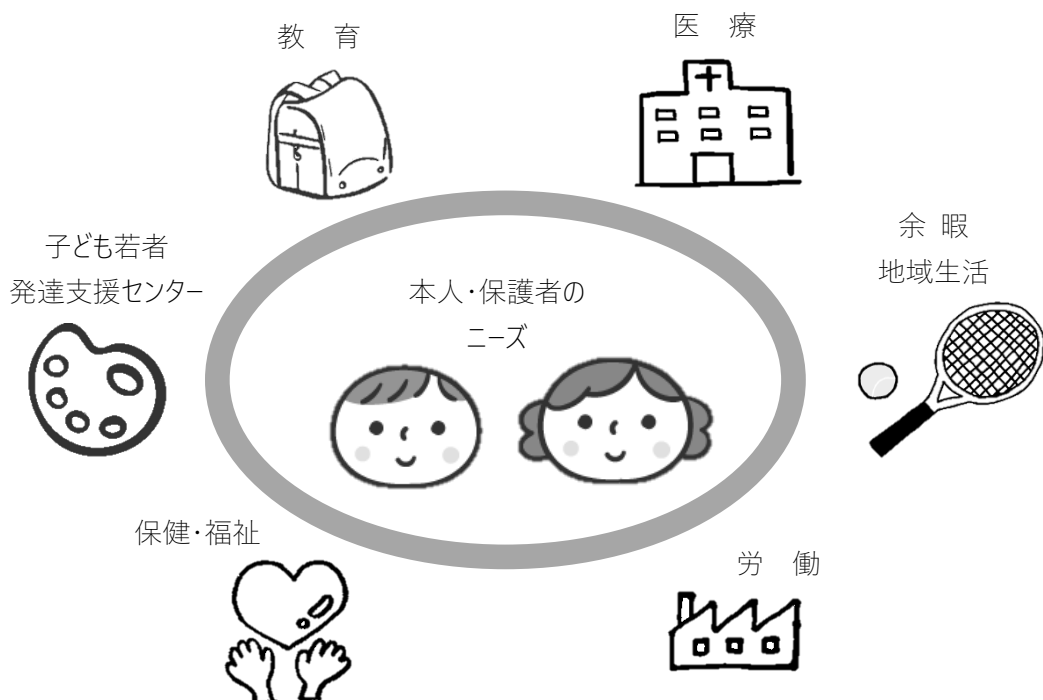 教　育
医　療
子ども若者
発達支援センター
本人・保護者の
ニーズ
余 暇
地域生活
保健・福祉
労　働